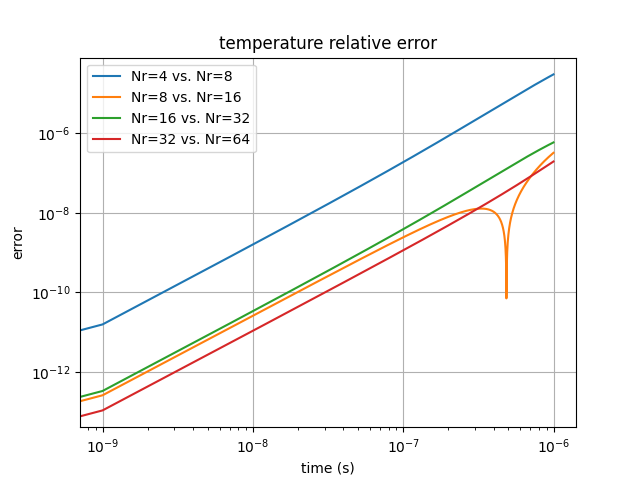 temperature relative error
Nr=4 vs. Nr=8
Nr=8 vs. Nr=16
Nr=16 vs. Nr=32
Nr=32 vs. Nr=64
error
10⁻⁶
10⁻⁸
10⁻¹⁰
10⁻¹²
10⁻⁹ 10⁻⁸ 10⁻⁷ 10⁻⁶
time (s)